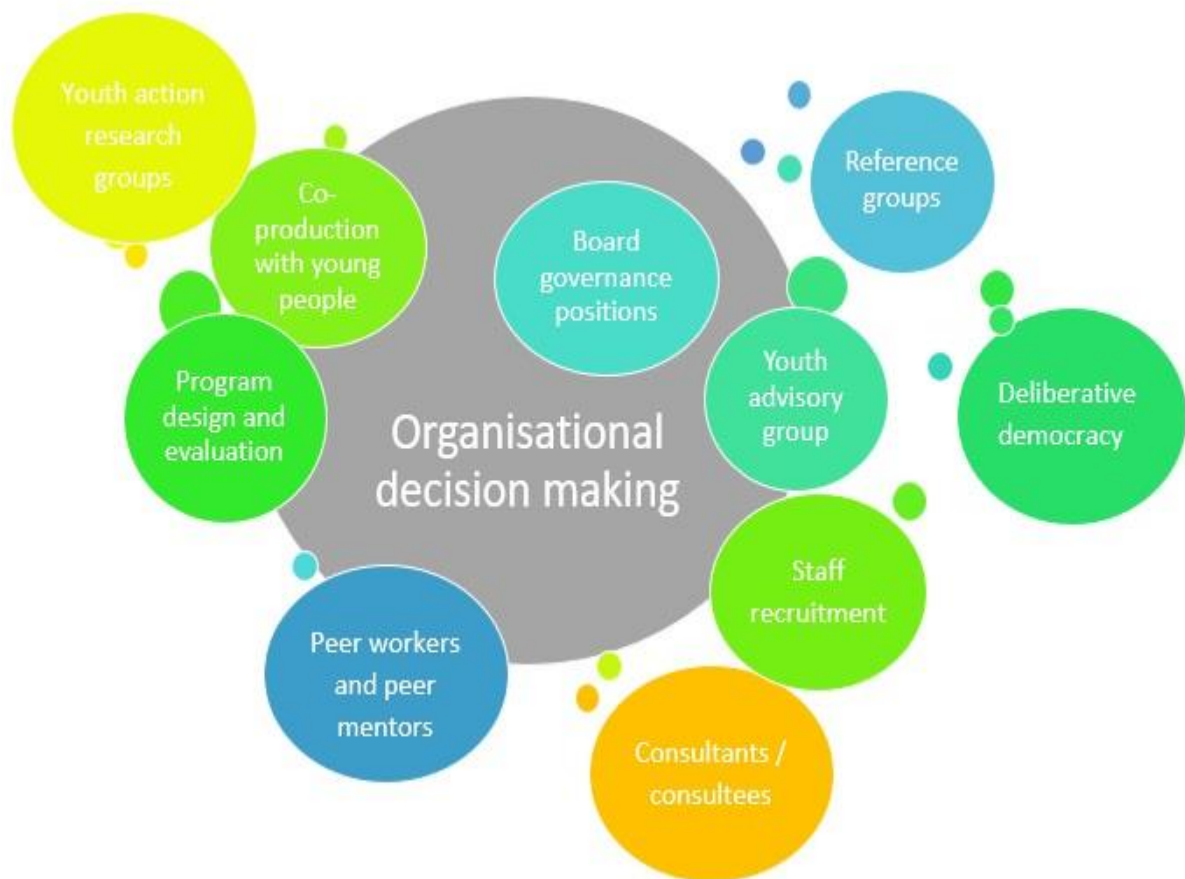 Youth action
research
groups
Co-
production
with young
people
Board
governance
positions
Reference
groups
Program
design and
evaluation
Organisational
decision making
Youth
advisory
group
Deliberative
democracy
Staff
recruitment
Peer workers
and peer
mentors
Consultants /
consultees